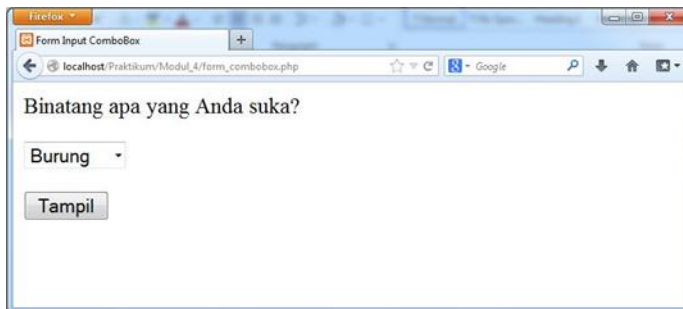 Firefox
Form Input ComboBox
+
localhost/Praktikum/Modul_4/form_combobox.php
Google
Binatang apa yang Anda suka?
Burung
Tampil